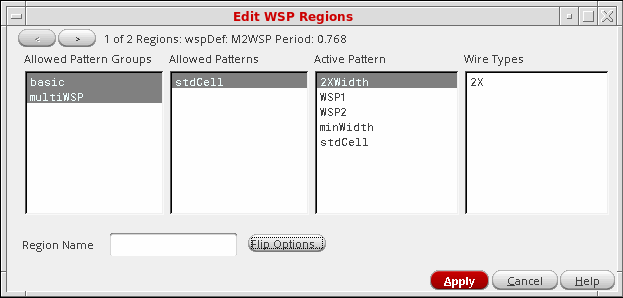 Edit WSP Regions
< > 1 of 2 Regions: wspDef: M2WSP Period: 0.768
Allowed Pattern Groups Allowed Patterns Active Pattern Wire Types
basic stdCell 2XWidth 2X
multiWSP WSP1
WSP2
minWidth
stdCell
Region Name Flip Options...
Apply Cancel Help